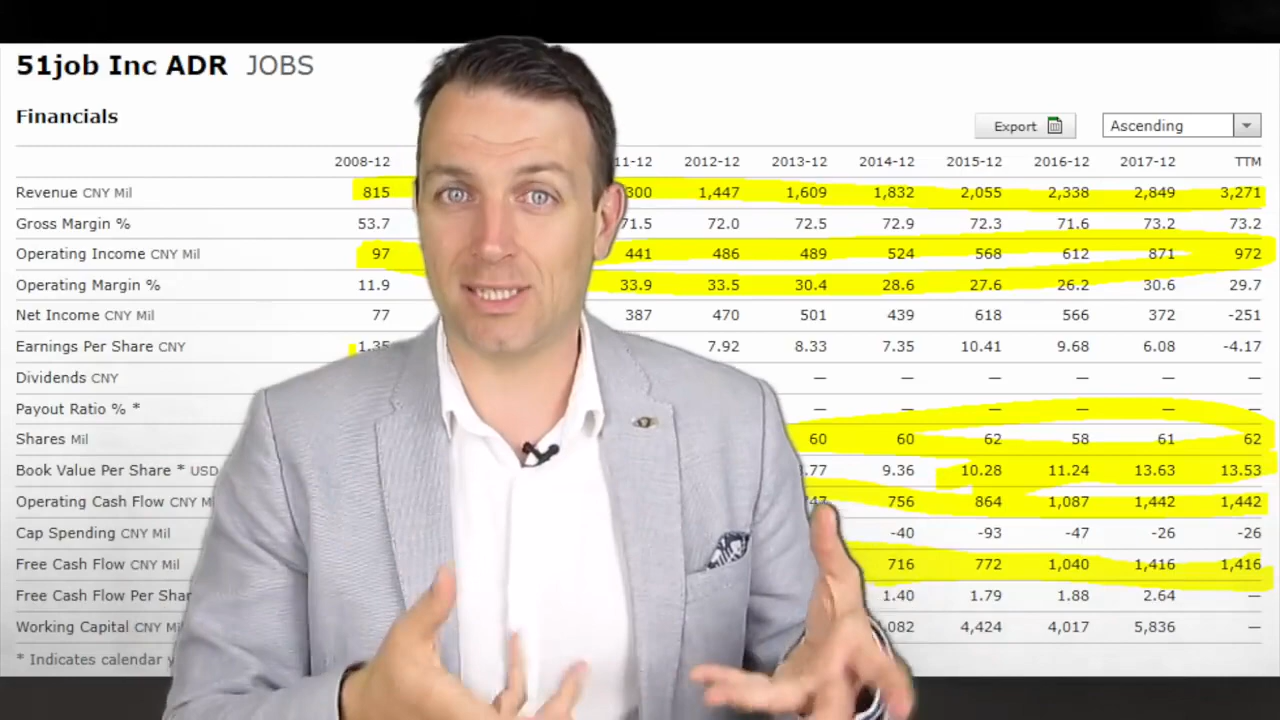 51job Inc ADR JOBS
Financials
Export Ascending
2008-12 11-12 2012-12 2013-12 2014-12 2015-12 2016-12 2017-12 TTM
Revenue CNY Mil 815 300 1,447 1,609 1,832 2,055 2,338 2,849 3,271
Gross Margin % 53.7 71.5 72.0 72.5 72.9 72.3 71.6 73.2 73.2
Operating Income CNY Mil 97 441 486 489 524 568 612 871 972
Operating Margin % 11.9 33.9 33.5 30.4 28.6 27.6 26.2 30.6 29.7
Net Income CNY Mil 77 387 470 501 439 618 566 372 -251
Earnings Per Share CNY 1.35 7.92 8.33 7.35 10.41 9.68 6.08 -4.17
Dividends CNY — — — — — —
Payout Ratio % * — — — — — —
Shares Mil 60 60 62 58 61 62
Book Value Per Share * USD .77 9.36 10.28 11.24 13.63 13.53
Operating Cash Flow CNY M 47 756 864 1,087 1,442 1,442
Cap Spending CNY Mil -40 -93 -47 -26 -26
Free Cash Flow CNY Mil 716 772 1,040 1,416 1,416
Free Cash Flow Per Shar 1.40 1.79 1.88 2.64 —
Working Capital CNY Mi 082 4,424 4,017 5,836 —
* Indicates calendar y